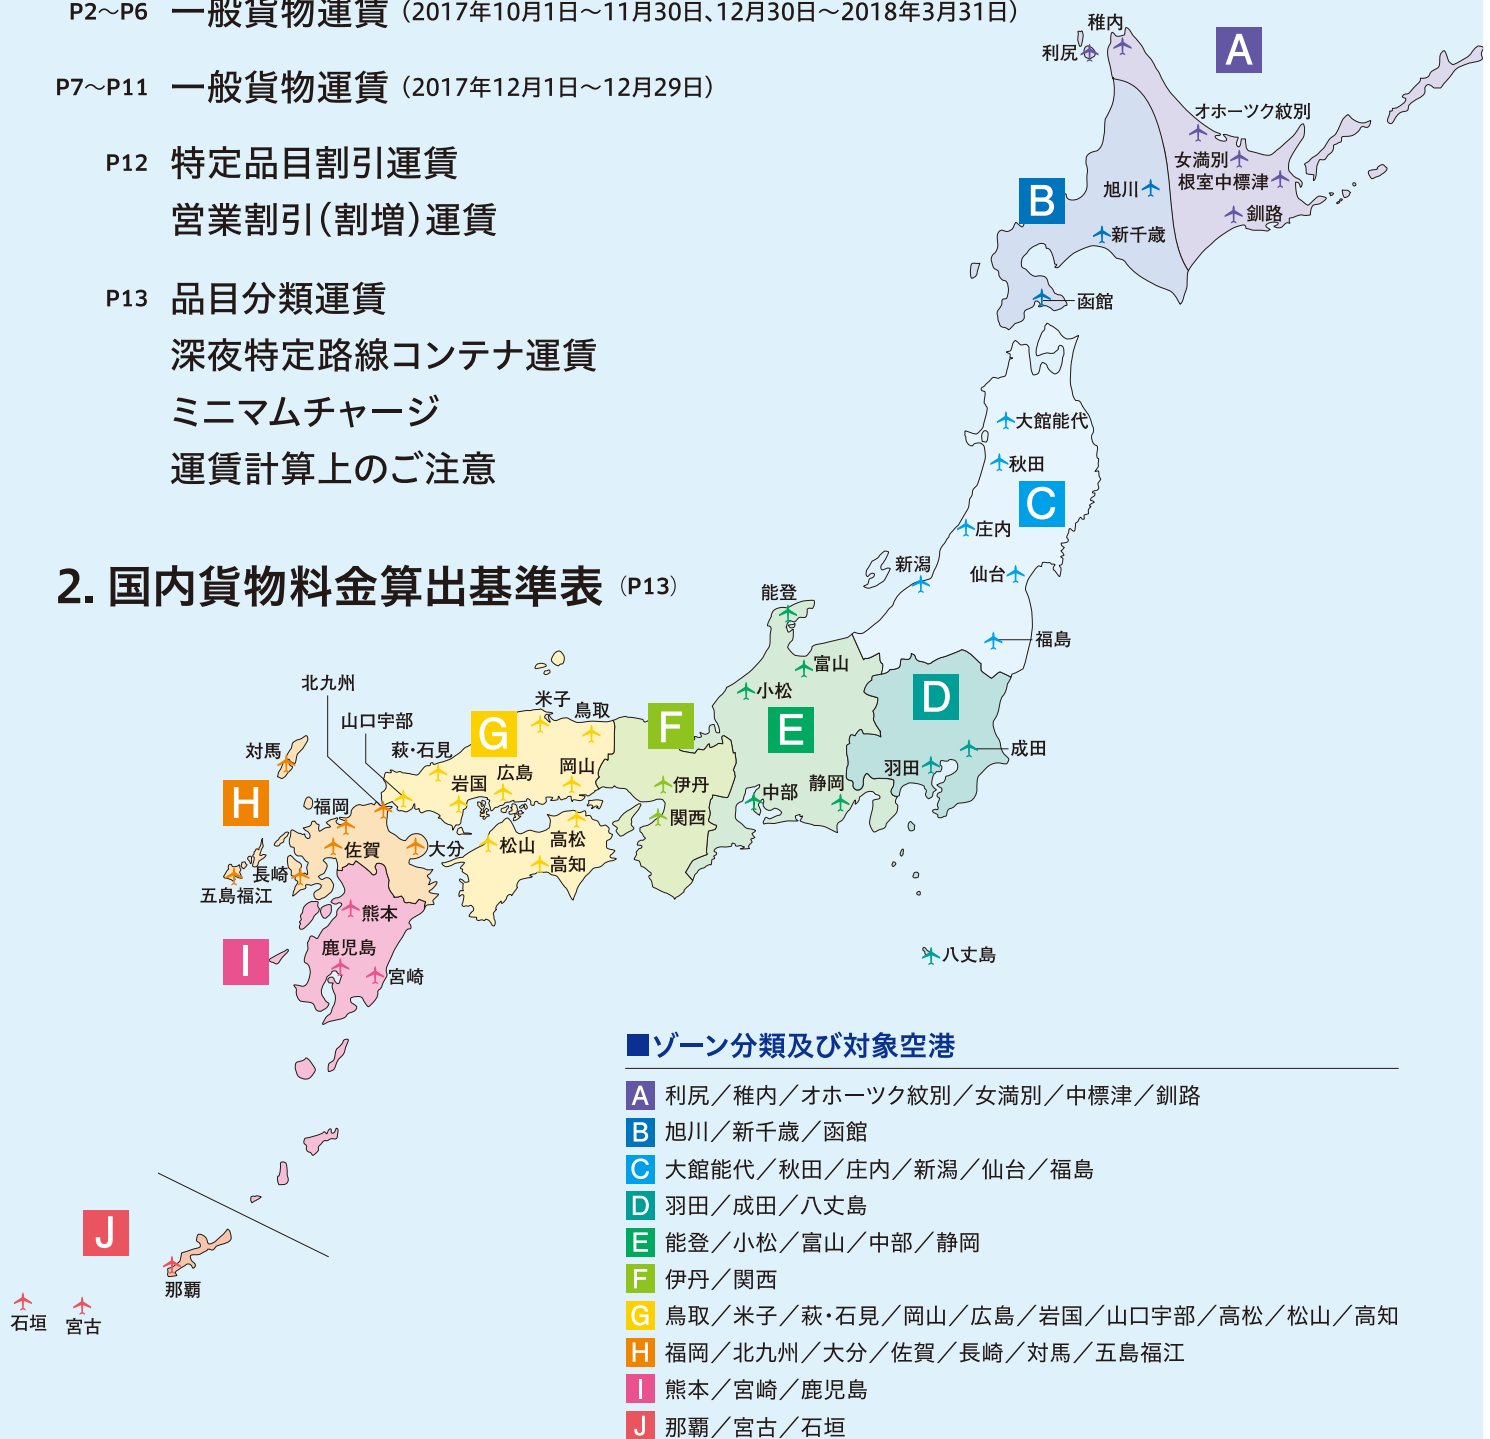 P2〜P6 一般貨物運賃（2017年10月1日〜11月30日、12月30日〜2018年3月31日）
P7〜P11 一般貨物運賃（2017年12月1日〜12月29日）
P12 特定品目割引運賃
営業割引（割増）運賃
P13 品目分類運賃
深夜特定路線コンテナ運賃
ミニマムチャージ
運賃計算上のご注意
2. 国内貨物料金算出基準表（P13）
稚内
利尻
A
オホーツク紋別
女満別
根室中標津
釧路
B
旭川
新千歳
函館
大館能代
秋田
C
庄内
新潟
仙台
福島
能登
富山
小松
E
中部
静岡
D
成田
羽田
八丈島
F
伊丹
関西
G
米子
鳥取
萩・石見
岩国
広島
岡山
山口宇部
北九州
松山
高松
高知
対馬
H
福岡
佐賀
大分
長崎
五島福江
I
熊本
鹿児島
宮崎
J
那覇
石垣
宮古
■ゾーン分類及び対象空港
A 利尻／稚内／オホーツク紋別／女満別／中標津／釧路
B 旭川／新千歳／函館
C 大館能代／秋田／庄内／新潟／仙台／福島
D 羽田／成田／八丈島
E 能登／小松／富山／中部／静岡
F 伊丹／関西
G 鳥取／米子／萩・石見／岡山／広島／岩国／山口宇部／高松／松山／高知
H 福岡／北九州／大分／佐賀／長崎／対馬／五島福江
I 熊本／宮崎／鹿児島
J 那覇／宮古／石垣